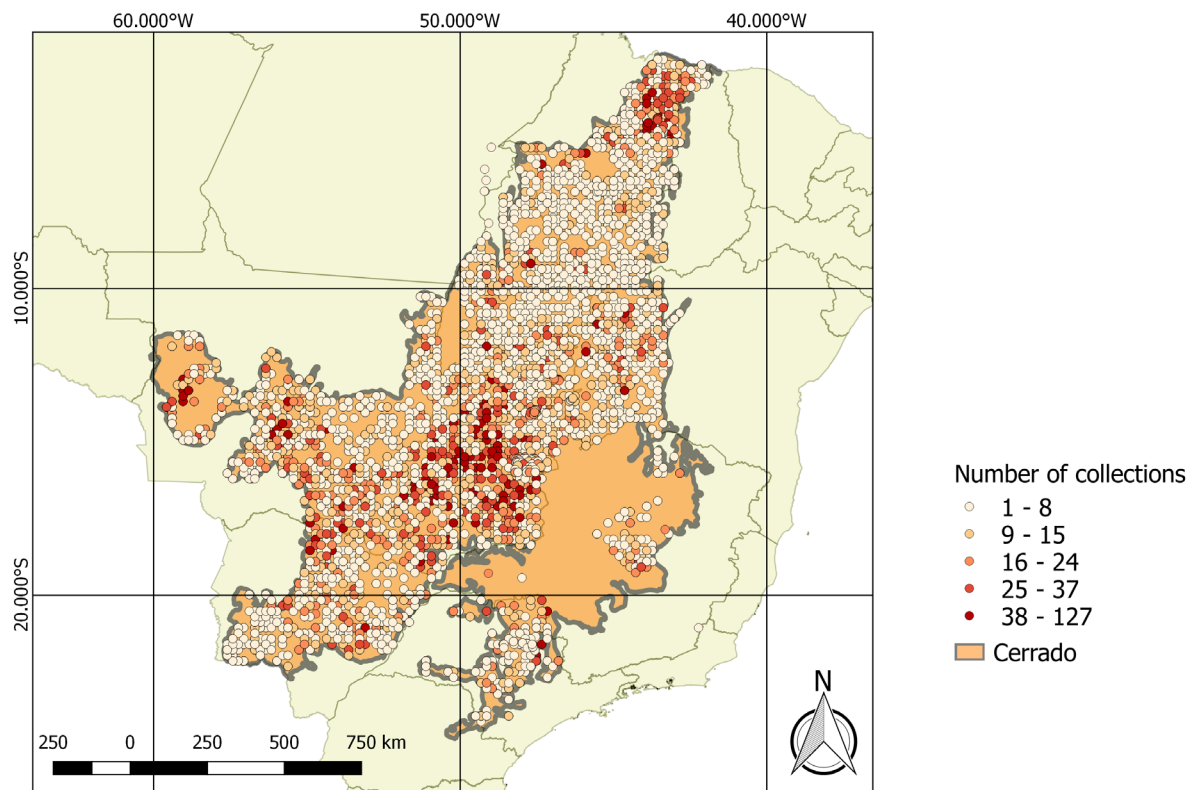 60.000°W 50.000°W 40.000°W
10.000°S
20.000°S
Number of collections
1 - 8
9 - 15
16 - 24
25 - 37
38 - 127
Cerrado
N
250 0 250 500 750 km